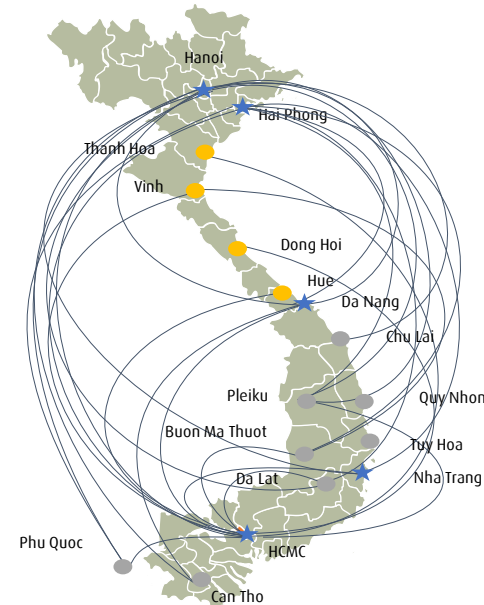 Hanoi
Hai Phong
Thanh Hoa
Vinh
Dong Hoi
Hue
Da Nang
Chu Lai
Pleiku
Quy Nhon
Buon Ma Thuot
Tuy Hoa
Da Lat
Nha Trang
Phu Quoc
HCMC
Can Tho